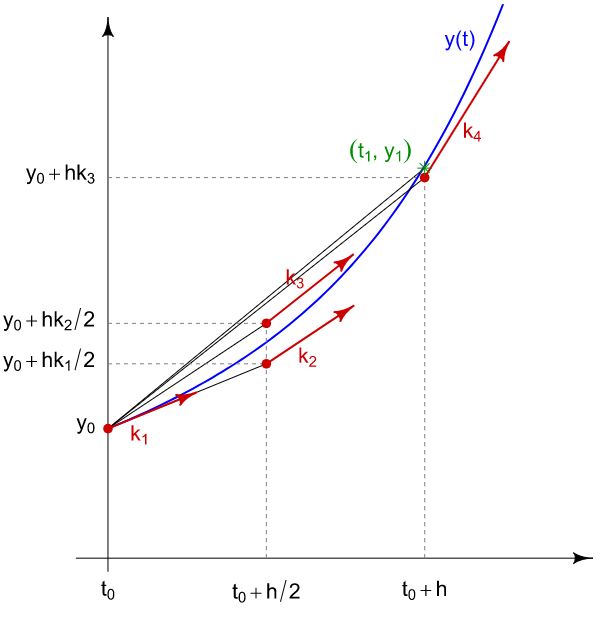 y(t)
k₄
(t₁, y₁)
y₀+hk₃
k₃
y₀+hk₂/2
k₂
y₀+hk₁/2
y₀
k₁
t₀
t₀+h/2
t₀+h